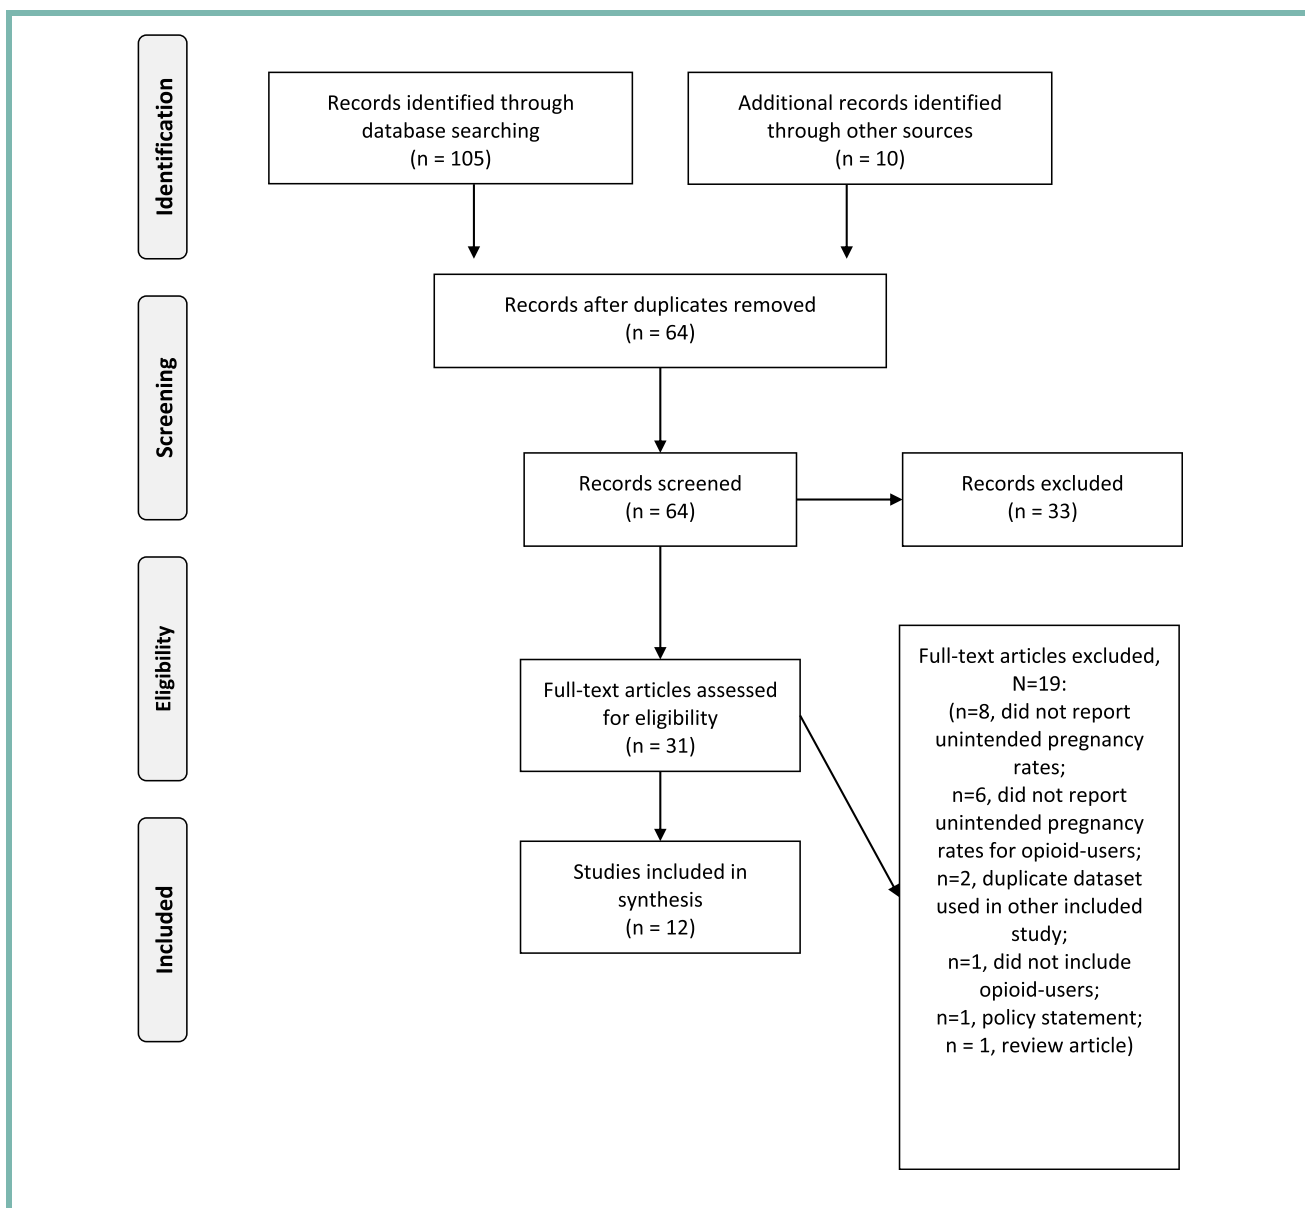 Identification
Records identified through
database searching
(n = 105)
Additional records identified
through other sources
(n = 10)
Screening
Records after duplicates removed
(n = 64)
Records screened
(n = 64)
Records excluded
(n = 33)
Eligibility
Full-text articles assessed
for eligibility
(n = 31)
Full-text articles excluded,
N=19:
(n=8, did not report
unintended pregnancy
rates;
n=6, did not report
unintended pregnancy
rates for opioid-users;
n=2, duplicate dataset
used in other included
study;
n=1, did not include
opioid-users;
n=1, policy statement;
n = 1, review article)
Included
Studies included in
synthesis
(n = 12)